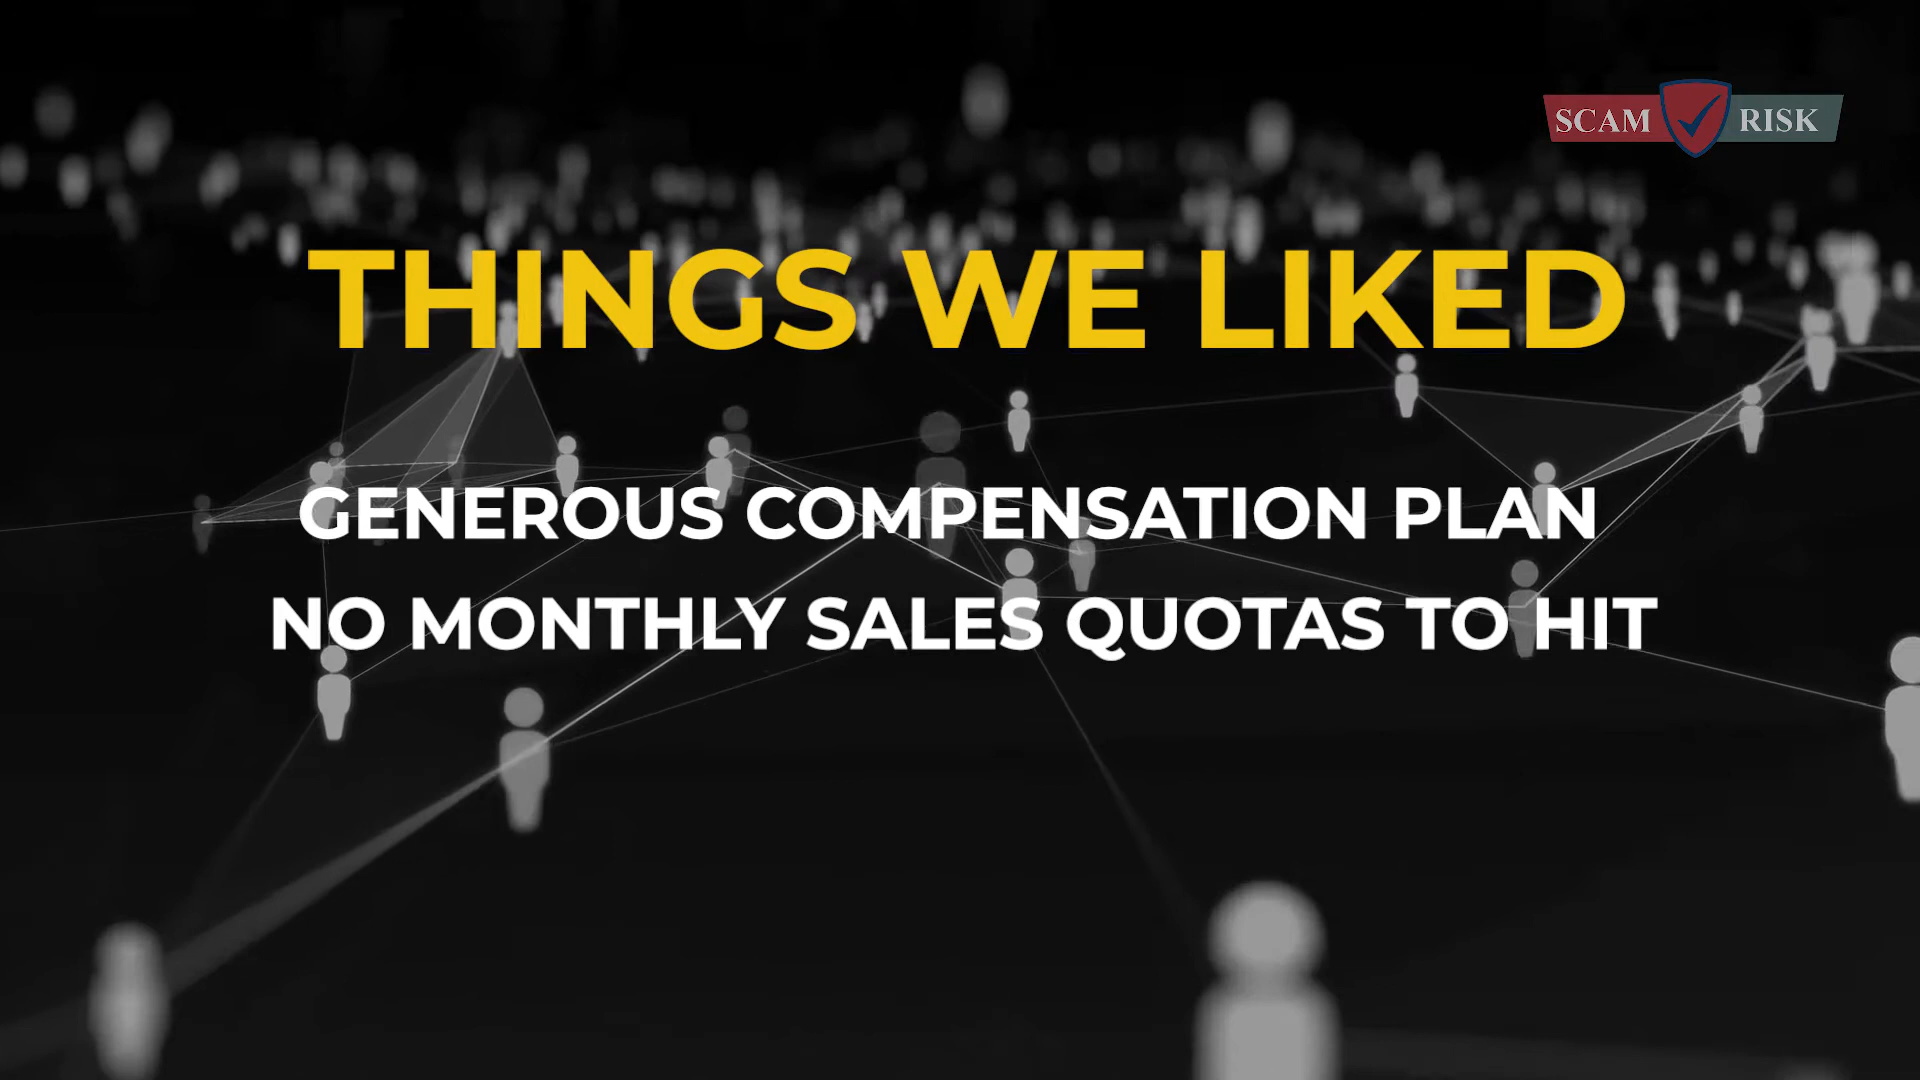 SCAM RISK
THINGS WE LIKED
GENEROUS COMPENSATION PLAN
NO MONTHLY SALES QUOTAS TO HIT